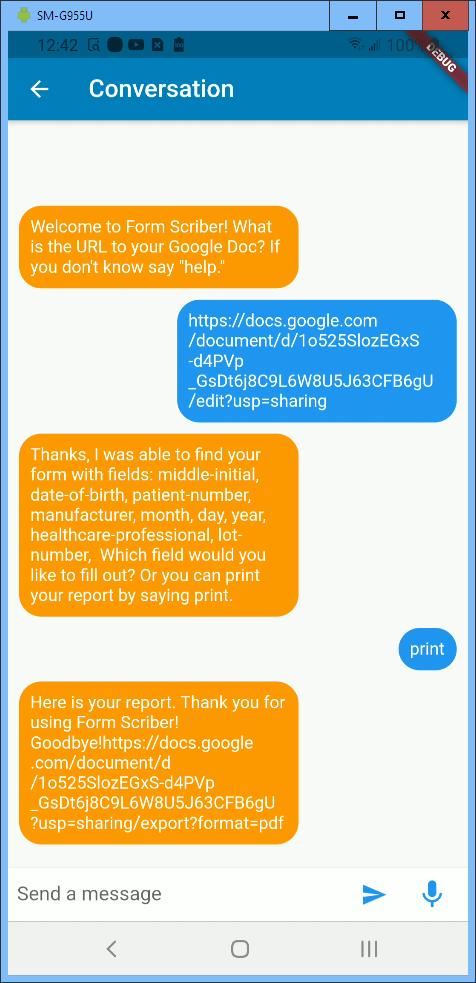 SM-G955U
12:42
100%
DEBUG
Conversation
Welcome to Form Scriber! What
is the URL to your Google Doc? If
you don't know say "help."
https://docs.google.com
/document/d/1o525SlozEGxS
-d4PVp
_GsDt6j8C9L6W8U5J63CFB6gU
/edit?usp=sharing
Thanks, I was able to find your
form with fields: middle-initial,
date-of-birth, patient-number,
manufacturer, month, day, year,
healthcare-professional, lot-
number,  Which field would you
like to fill out? Or you can print
your report by saying print.
print
Here is your report. Thank you for
using Form Scriber!
Goodbye!https://docs.google
.com/document/d
/1o525SlozEGxS-d4PVp
_GsDt6j8C9L6W8U5J63CFB6gU
?usp=sharing/export?format=pdf
Send a message